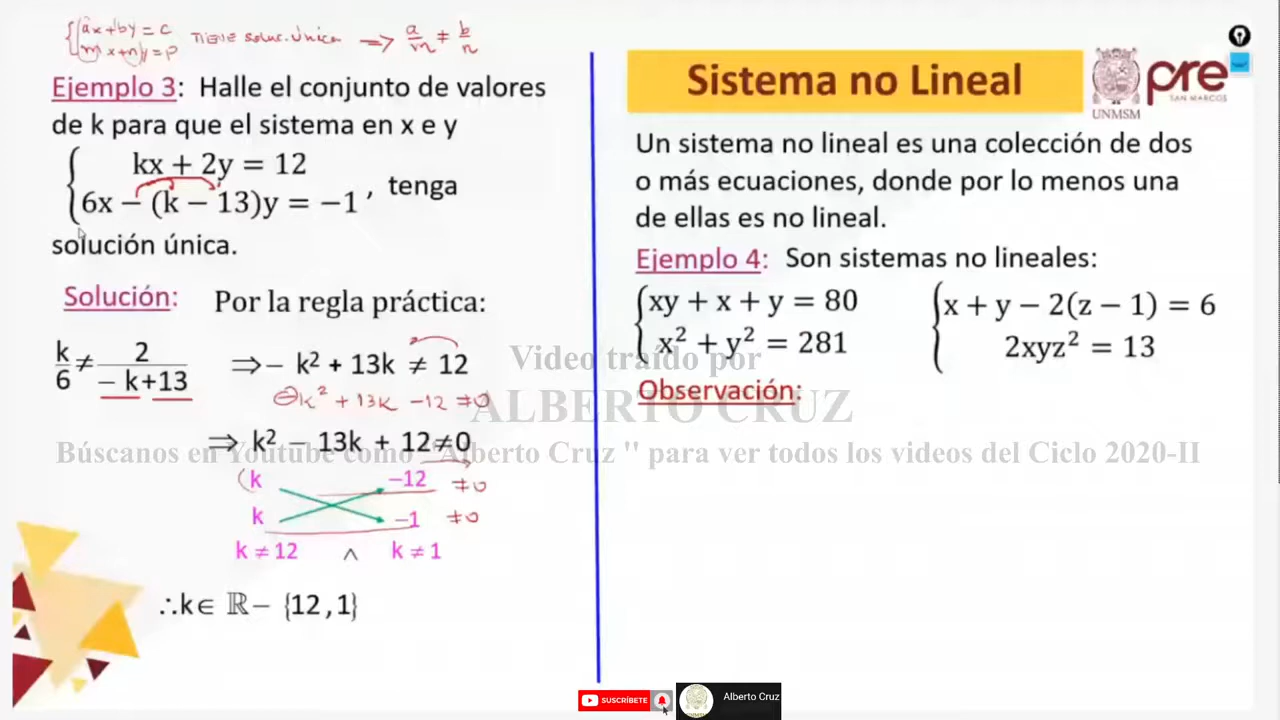 ax + by = c
mx + ny = p
Tiene soluc. Única ⇒ a/m ≠ b/n
Ejemplo 3: Halle el conjunto de valores
de k para que el sistema en x e y
kx + 2y = 12
6x − (k − 13)y = −1 , tenga
solución única.
Solución: Por la regla práctica:
k/6 ≠ 2/(− k+13) ⇒ − k² + 13k ≠ 12
⊖k² + 13k − 12 ≠ 0
⇒ k² − 13k + 12≠0
(k −12 ≠0
k −1 ≠0
k ≠ 12 ∧ k ≠ 1
∴k∈ ℝ− {12 , 1}
Sistema no Lineal
UNMSM
pre
SAN MARCOS
Un sistema no lineal es una colección de dos
o más ecuaciones, donde por lo menos una
de ellas es no lineal.
Ejemplo 4: Son sistemas no lineales:
xy + x + y = 80
x² + y² = 281
x + y − 2(z − 1) = 6
2xyz² = 13
Observación:
Video traído por
ALBERTO CRUZ
Búscanos en Youtube como "Alberto Cruz " para ver todos los videos del Ciclo 2020-II
SUSCRÍBETE
UNMSM
Alberto Cruz